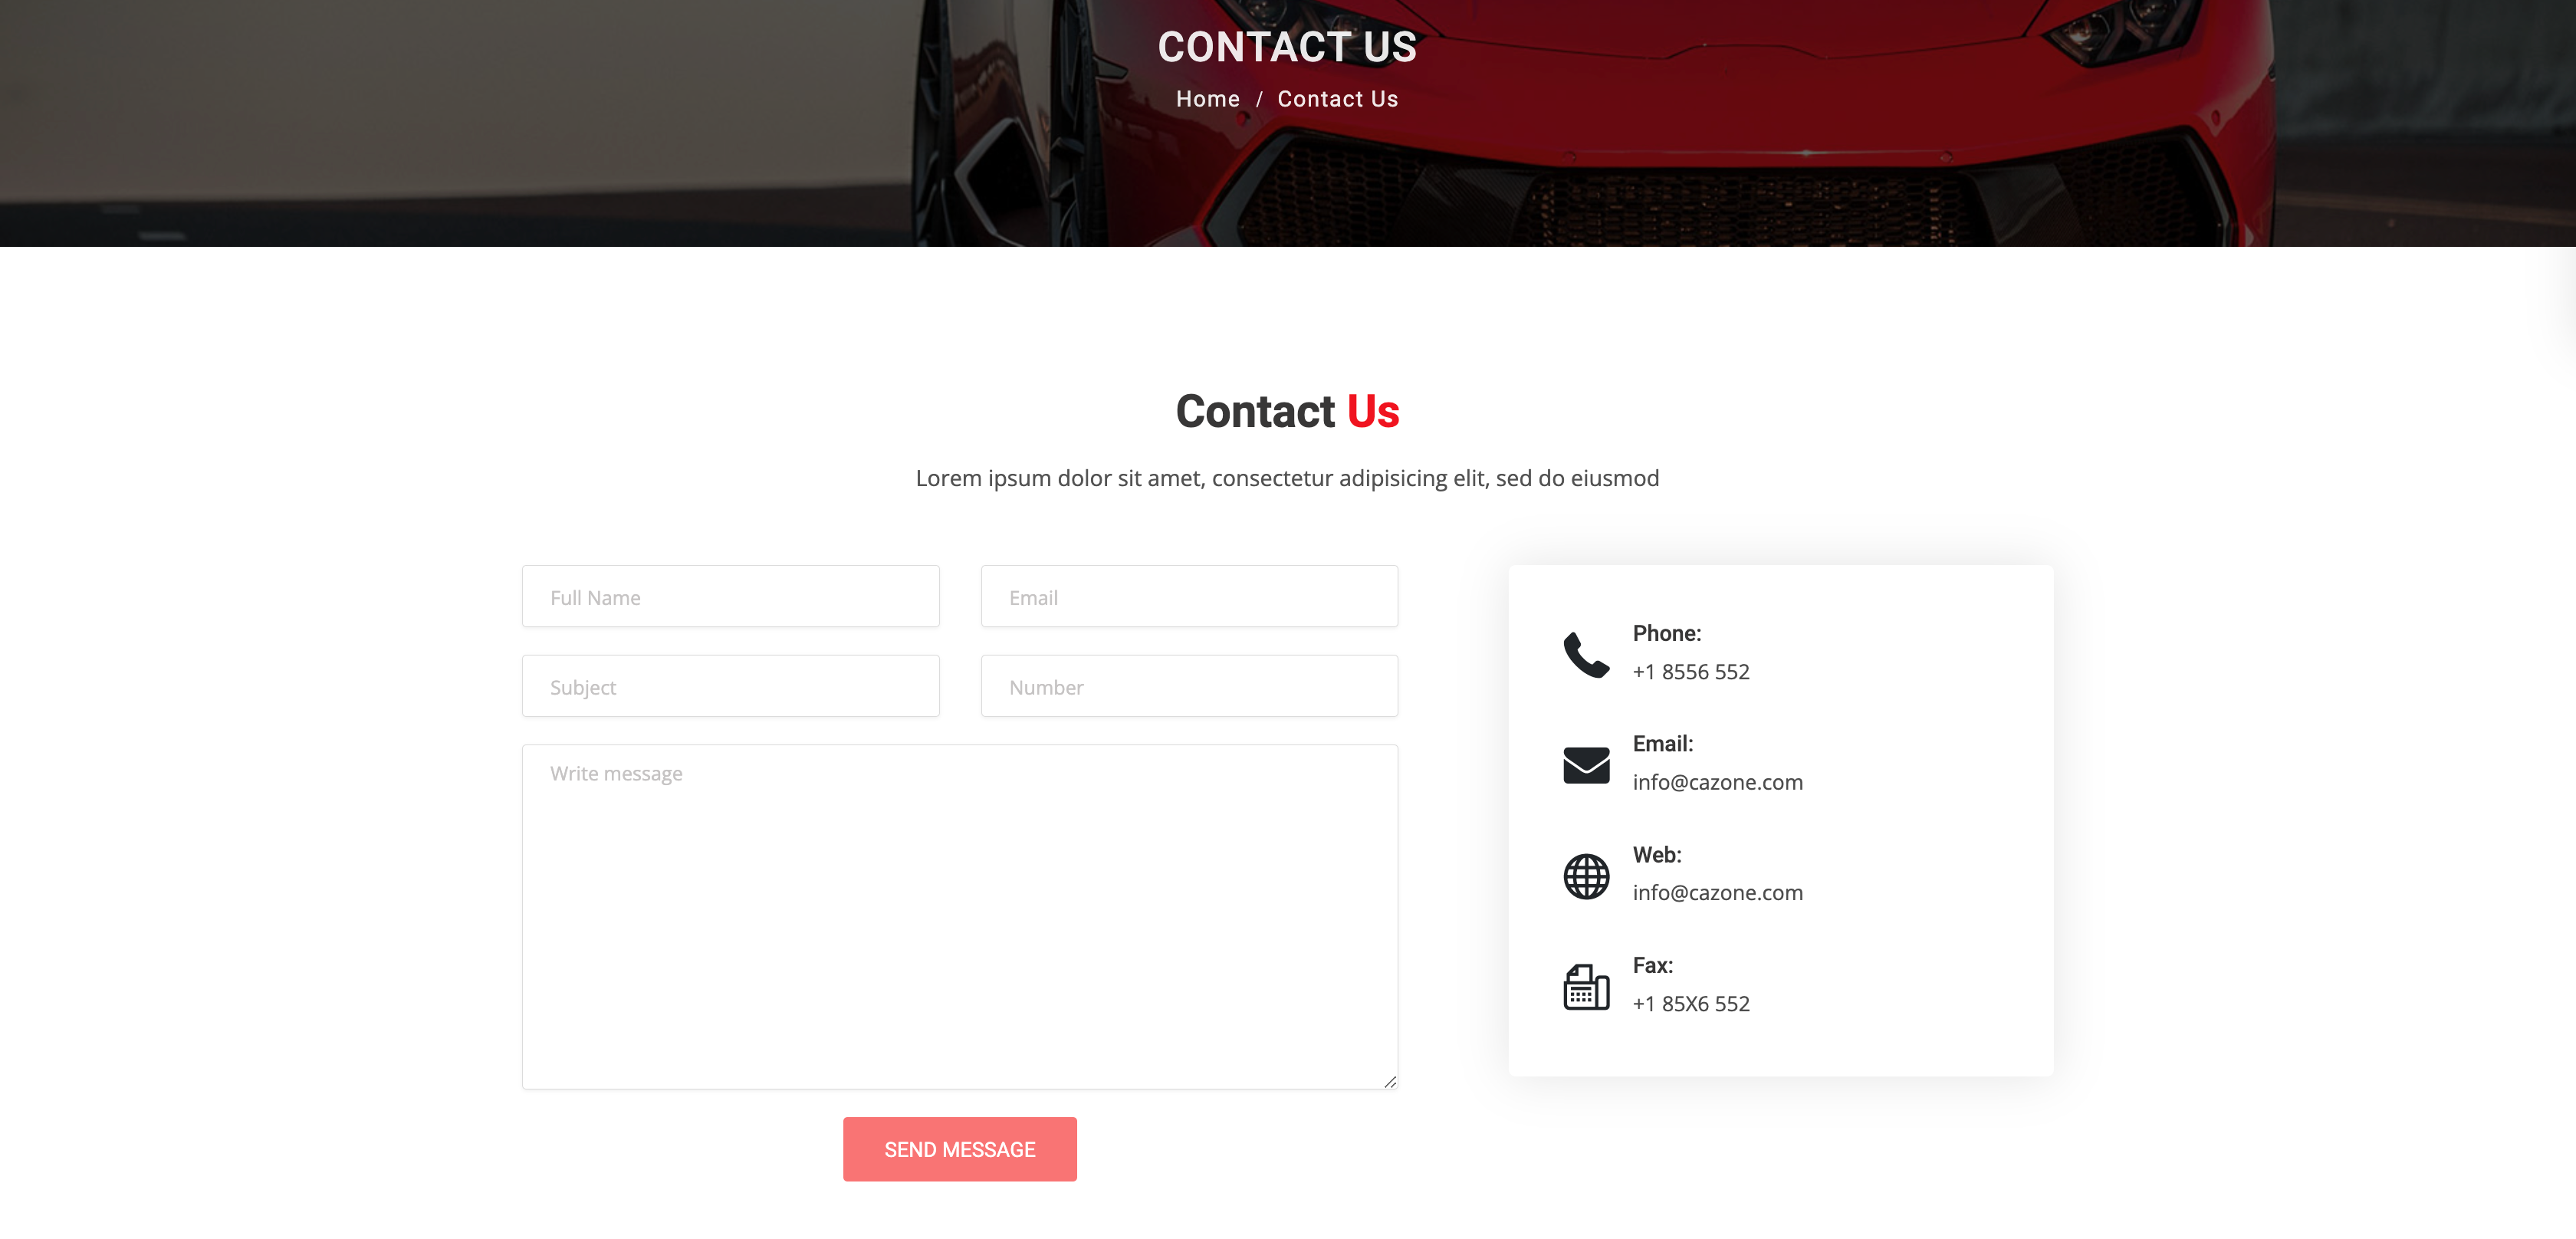 CONTACT US
Home / Contact Us
Contact Us
Lorem ipsum dolor sit amet, consectetur adipisicing elit, sed do eiusmod
Full Name
Email
Subject
Number
Write message
SEND MESSAGE
Phone:
+1 8556 552
Email:
info@cazone.com
Web:
info@cazone.com
Fax:
+1 85X6 552